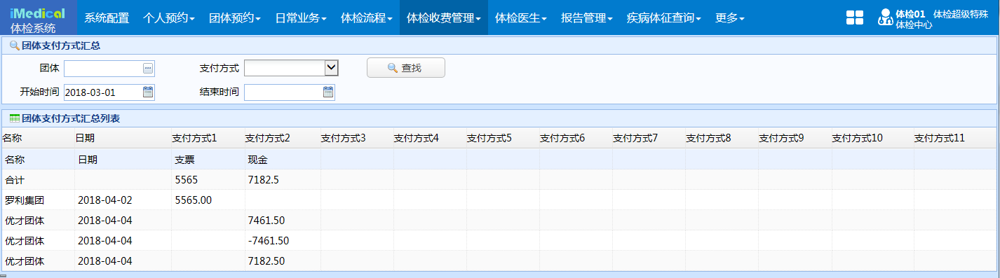 iMedical 体检系统 系统配置 个人预约 团体预约 日常业务 体检流程 体检收费管理 体检医生 报告管理 疾病体征查询 更多 体检01 体检超级特殊 体检中心
团体支付方式汇总
团体 支付方式 查找
开始时间 2018-03-01 结束时间
团体支付方式汇总列表
名称 日期 支付方式1 支付方式2 支付方式3 支付方式4 支付方式5 支付方式6 支付方式7 支付方式8 支付方式9 支付方式10 支付方式11
名称 日期 支票 现金
合计 5565 7182.5
罗利集团 2018-04-02 5565.00
优才团体 2018-04-04 7461.50
优才团体 2018-04-04 -7461.50
优才团体 2018-04-04 7182.50